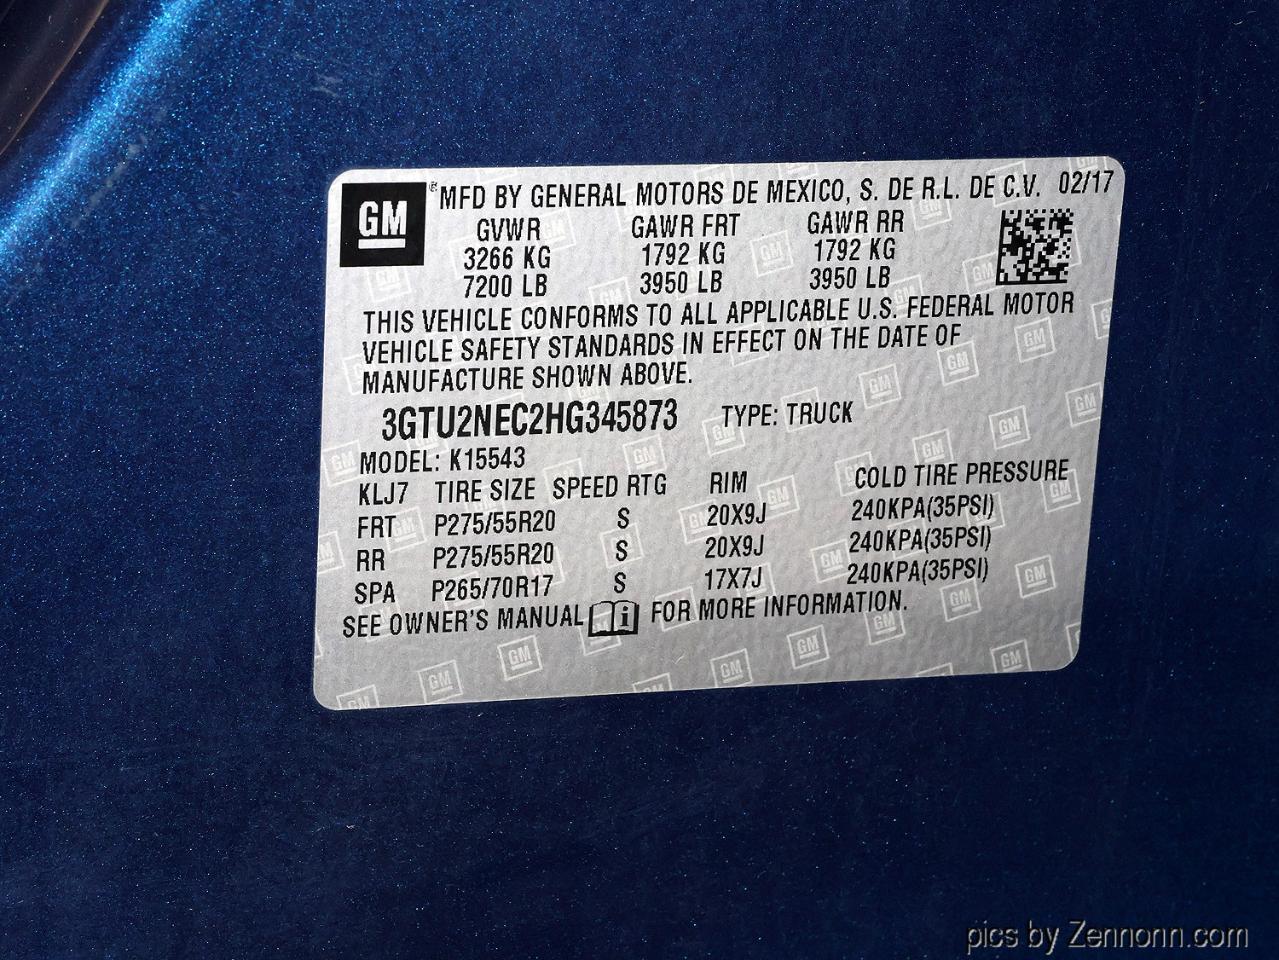 GM® MFD BY GENERAL MOTORS DE MEXICO, S. DE R.L. DE C.V. 02/17
GVWR GAWR FRT GAWR RR
3266 KG 1792 KG 1792 KG
7200 LB 3950 LB 3950 LB
THIS VEHICLE CONFORMS TO ALL APPLICABLE U.S. FEDERAL MOTOR
VEHICLE SAFETY STANDARDS IN EFFECT ON THE DATE OF
MANUFACTURE SHOWN ABOVE.
3GTU2NEC2HG345873 TYPE: TRUCK
MODEL: K15543
KLJ7 TIRE SIZE SPEED RTG RIM COLD TIRE PRESSURE
FRT P275/55R20 S 20X9J 240KPA(35PSI)
RR P275/55R20 S 20X9J 240KPA(35PSI)
SPA P265/70R17 S 17X7J 240KPA(35PSI)
SEE OWNER'S MANUAL i FOR MORE INFORMATION.
pics by Zennonn.com